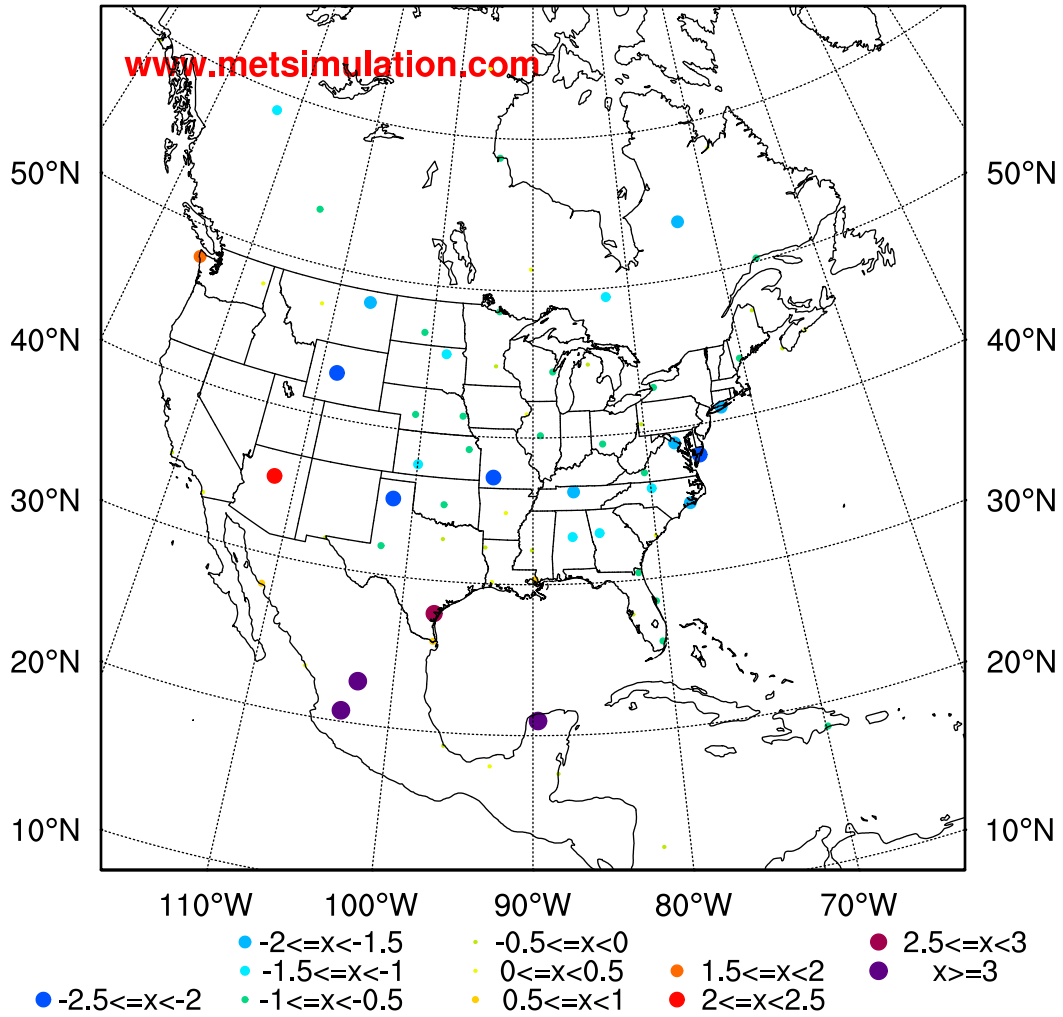 www.metsimulation.com
50°N 50°N
40°N 40°N
30°N 30°N
20°N 20°N
10°N 10°N
110°W 100°W 90°W 80°W 70°W
-2<=x<-1.5 -0.5<=x<0 2.5<=x<3
-1.5<=x<-1 0<=x<0.5 1.5<=x<2 x>=3
-2.5<=x<-2 -1<=x<-0.5 0.5<=x<1 2<=x<2.5